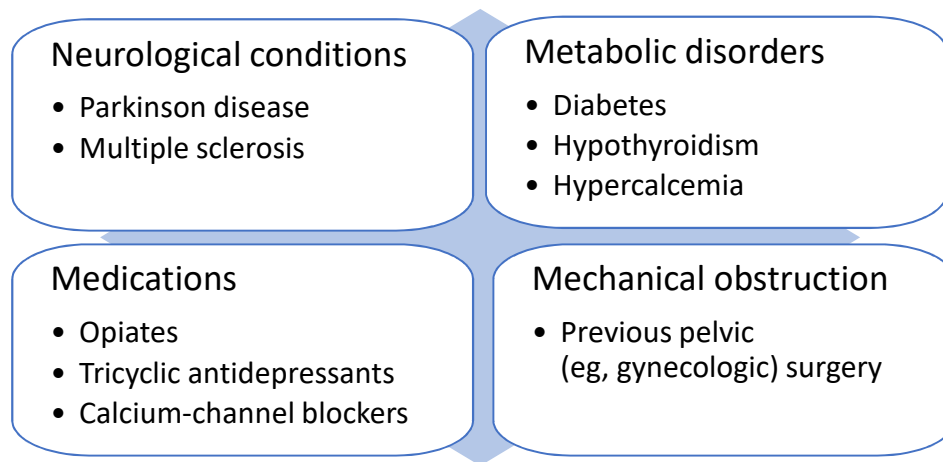 Neurological conditions
• Parkinson disease
• Multiple sclerosis
Metabolic disorders
• Diabetes
• Hypothyroidism
• Hypercalcemia
Medications
• Opiates
• Tricyclic antidepressants
• Calcium-channel blockers
Mechanical obstruction
• Previous pelvic
(eg, gynecologic) surgery